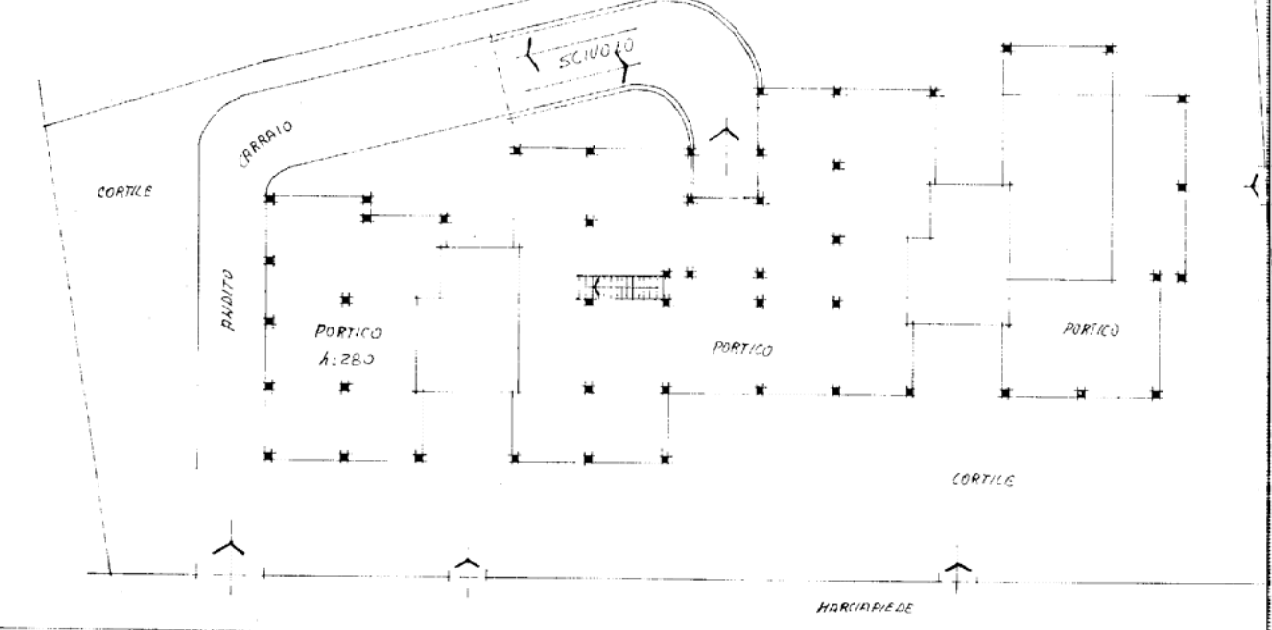 SCIVOLO
CARRAIO
CORTILE
ANDITO
PORTICO
h:280
PORTICO
PORTICO
CORTILE
MARCIAPIEDE